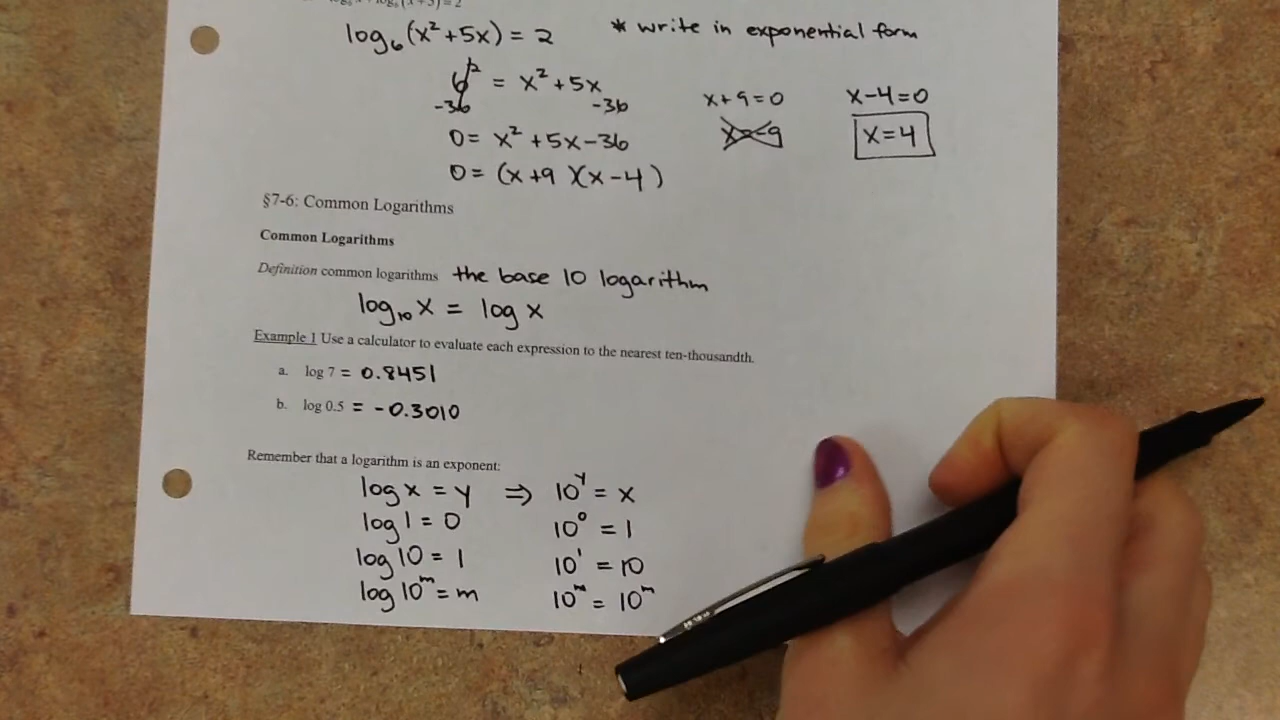 log₆(x²+5x) = 2 * write in exponential form
6² = x²+5x
-36 -36 x+9=0 x-4=0
0 = x²+5x-36 x=-9 x=4
0 = (x+9)(x-4)
§7-6: Common Logarithms
Common Logarithms
Definition common logarithms the base 10 logarithm
log₁₀ x = log x
Example 1 Use a calculator to evaluate each expression to the nearest ten-thousandth.
a. log 7 = 0.8451
b. log 0.5 = -0.3010
Remember that a logarithm is an exponent:
log x = y ⇒ 10ʸ = x
log 1 = 0 10⁰ = 1
log 10 = 1 10¹ = 10
log 10ᵐ = m 10ᵐ = 10ᵐ